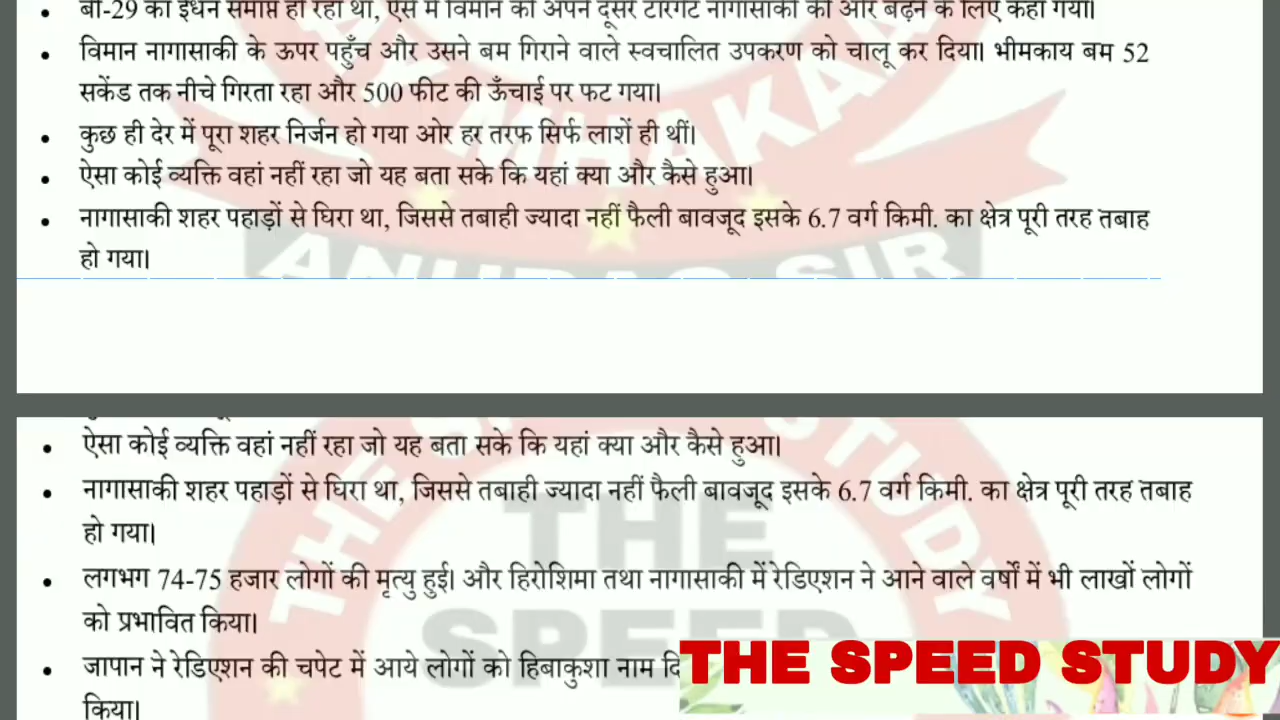 बी-29 का ईंधन समाप्त हो रहा था, ऐसे में विमान को अपने दूसरे टारगेट नागासाकी की ओर बढ़ने के लिए कहा गया।
विमान नागासाकी के ऊपर पहुँच और उसने बम गिराने वाले स्वचालित उपकरण को चालू कर दिया। भीमकाय बम 52
सकेंड तक नीचे गिरता रहा और 500 फीट की ऊँचाई पर फट गया।
कुछ ही देर में पूरा शहर निर्जन हो गया ओर हर तरफ सिर्फ लाशें ही थीं।
ऐसा कोई व्यक्ति वहां नहीं रहा जो यह बता सके कि यहां क्या और कैसे हुआ।
नागासाकी शहर पहाड़ों से घिरा था, जिससे तबाही ज्यादा नहीं फैली बावजूद इसके 6.7 वर्ग किमी. का क्षेत्र पूरी तरह तबाह
हो गया।
ANURAG SIR
ऐसा कोई व्यक्ति वहां नहीं रहा जो यह बता सके कि यहां क्या और कैसे हुआ।
नागासाकी शहर पहाड़ों से घिरा था, जिससे तबाही ज्यादा नहीं फैली बावजूद इसके 6.7 वर्ग किमी. का क्षेत्र पूरी तरह तबाह
हो गया।
लगभग 74-75 हजार लोगों की मृत्यु हुई। और हिरोशिमा तथा नागासाकी में रेडिएशन ने आने वाले वर्षों में भी लाखों लोगों
को प्रभावित किया।
THE SPEED
जापान ने रेडिएशन की चपेट में आये लोगों को हिबाकुशा नाम
किया।
THE SPEED STUDY